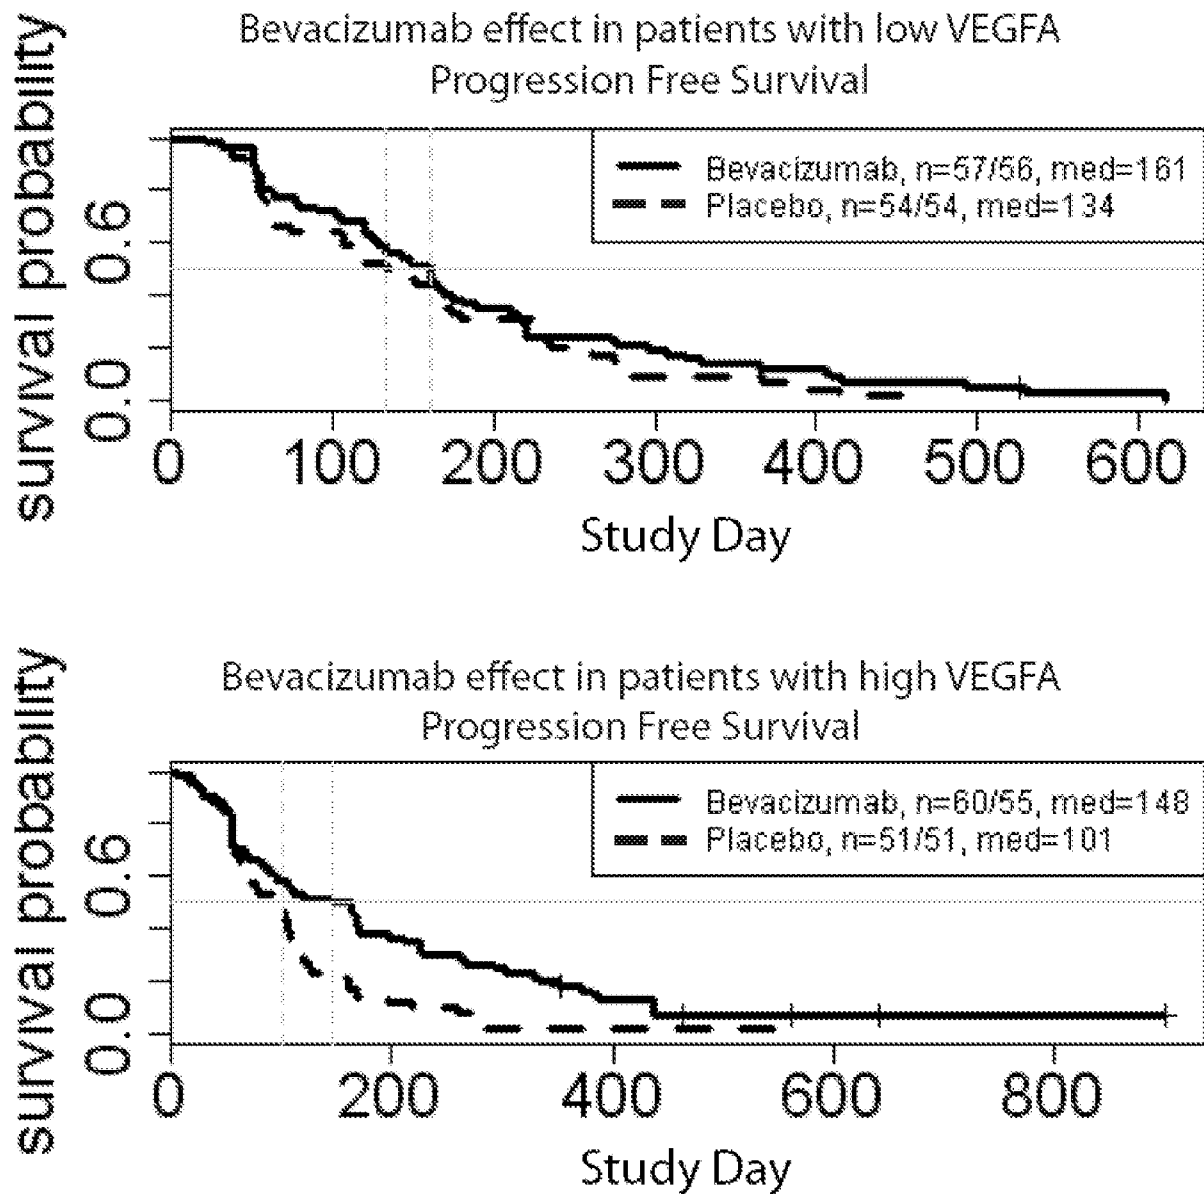 Bevacizumab effect in patients with low VEGFA
Progression Free Survival
survival probability
0.6
0.0
Bevacizumab, n=57/56, med=161
Placebo, n=54/54, med=134
0 100 200 300 400 500 600
Study Day
Bevacizumab effect in patients with high VEGFA
Progression Free Survival
survival probability
0.6
0.0
Bevacizumab, n=60/55, med=148
Placebo, n=51/51, med=101
0 200 400 600 800
Study Day